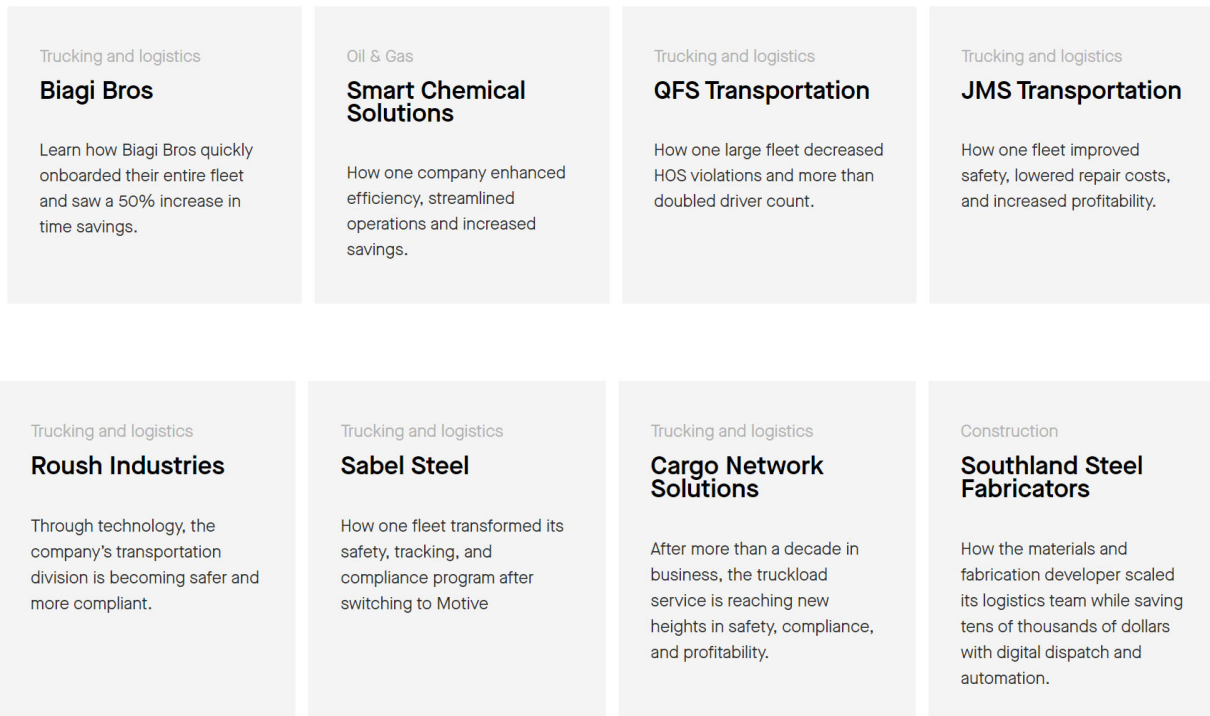 Trucking and logistics
Biagi Bros
Learn how Biagi Bros quickly
onboarded their entire fleet
and saw a 50% increase in
time savings.
Oil & Gas
Smart Chemical
Solutions
How one company enhanced
efficiency, streamlined
operations and increased
savings.
Trucking and logistics
QFS Transportation
How one large fleet decreased
HOS violations and more than
doubled driver count.
Trucking and logistics
JMS Transportation
How one fleet improved
safety, lowered repair costs,
and increased profitability.
Trucking and logistics
Roush Industries
Through technology, the
company’s transportation
division is becoming safer and
more compliant.
Trucking and logistics
Sabel Steel
How one fleet transformed its
safety, tracking, and
compliance program after
switching to Motive
Trucking and logistics
Cargo Network
Solutions
After more than a decade in
business, the truckload
service is reaching new
heights in safety, compliance,
and profitability.
Construction
Southland Steel
Fabricators
How the materials and
fabrication developer scaled
its logistics team while saving
tens of thousands of dollars
with digital dispatch and
automation.